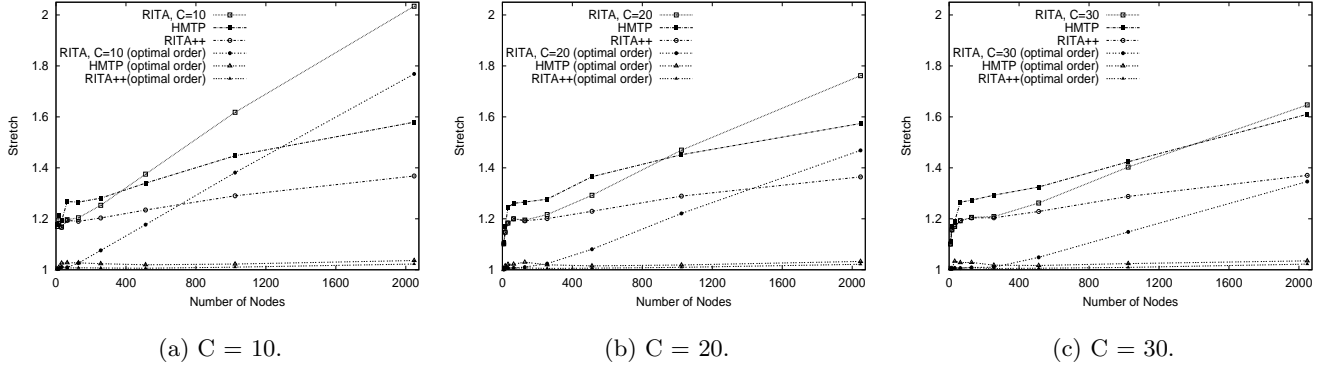 RITA, C=10
HMTP
RITA++
RITA, C=10 (optimal order)
HMTP (optimal order)
RITA++(optimal order)
2
1.8
1.6
1.4
1.2
1
Stretch
0 400 800 1200 1600 2000
Number of Nodes
(a) C = 10.
RITA, C=20
HMTP
RITA++
RITA, C=20 (optimal order)
HMTP (optimal order)
RITA++(optimal order)
2
1.8
1.6
1.4
1.2
1
Stretch
0 400 800 1200 1600 2000
Number of Nodes
(b) C = 20.
RITA, C=30
HMTP
RITA++
RITA, C=30 (optimal order)
HMTP (optimal order)
RITA++(optimal order)
2
1.8
1.6
1.4
1.2
1
Stretch
0 400 800 1200 1600 2000
Number of Nodes
(c) C = 30.